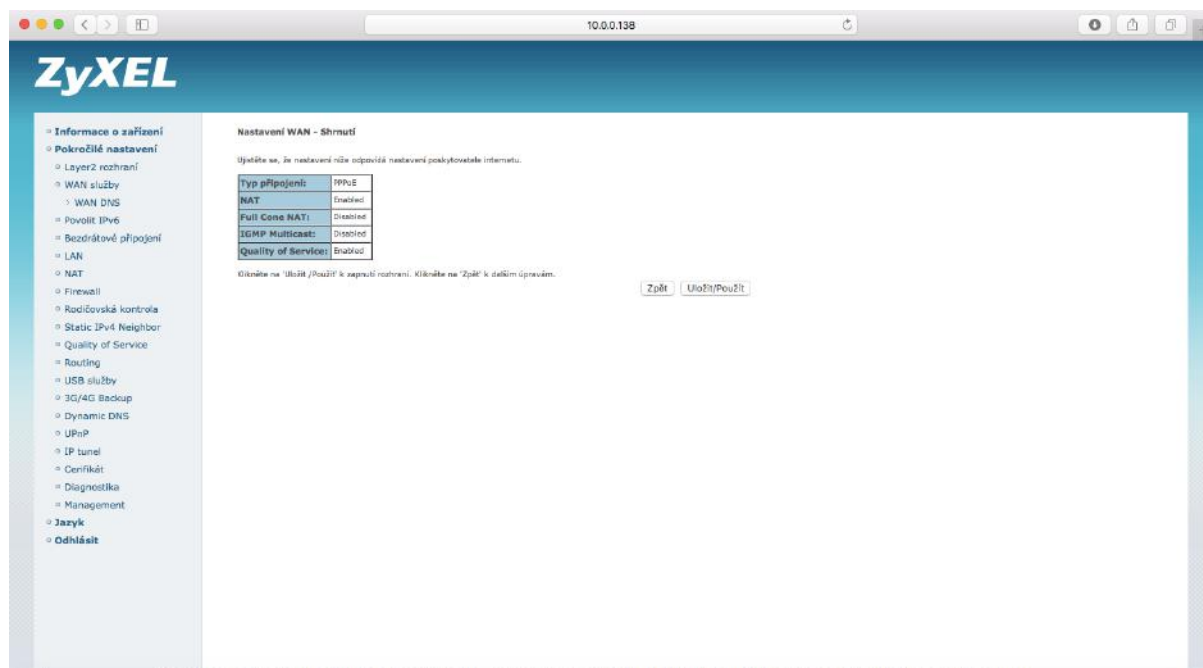 10.0.0.138
ZyXEL
Informace o zařízení
Pokročilé nastavení
Layer2 rozhraní
WAN služby
WAN DNS
Povolit IPv6
Bezdrátové připojení
LAN
NAT
Firewall
Rodičovská kontrola
Static IPv4 Neighbor
Quality of Service
Routing
USB služby
3G/4G Backup
Dynamic DNS
UPnP
IP tunel
Cerifikát
Diagnostika
Management
Jazyk
Odhlásit
Nastavení WAN - Shrnutí
Ujistěte se, že nastavení níže odpovídá nastavení poskytovatele internetu.
Typ připojení: PPPoE
NAT Enabled
Full Cone NAT: Disabled
IGMP Multicast: Disabled
Quality of Service: Enabled
Klikněte na 'Uložit /Použít' k zapnutí rozhraní. Klikněte na 'Zpět' k dalším úpravám.
Zpět Uložit/Použít